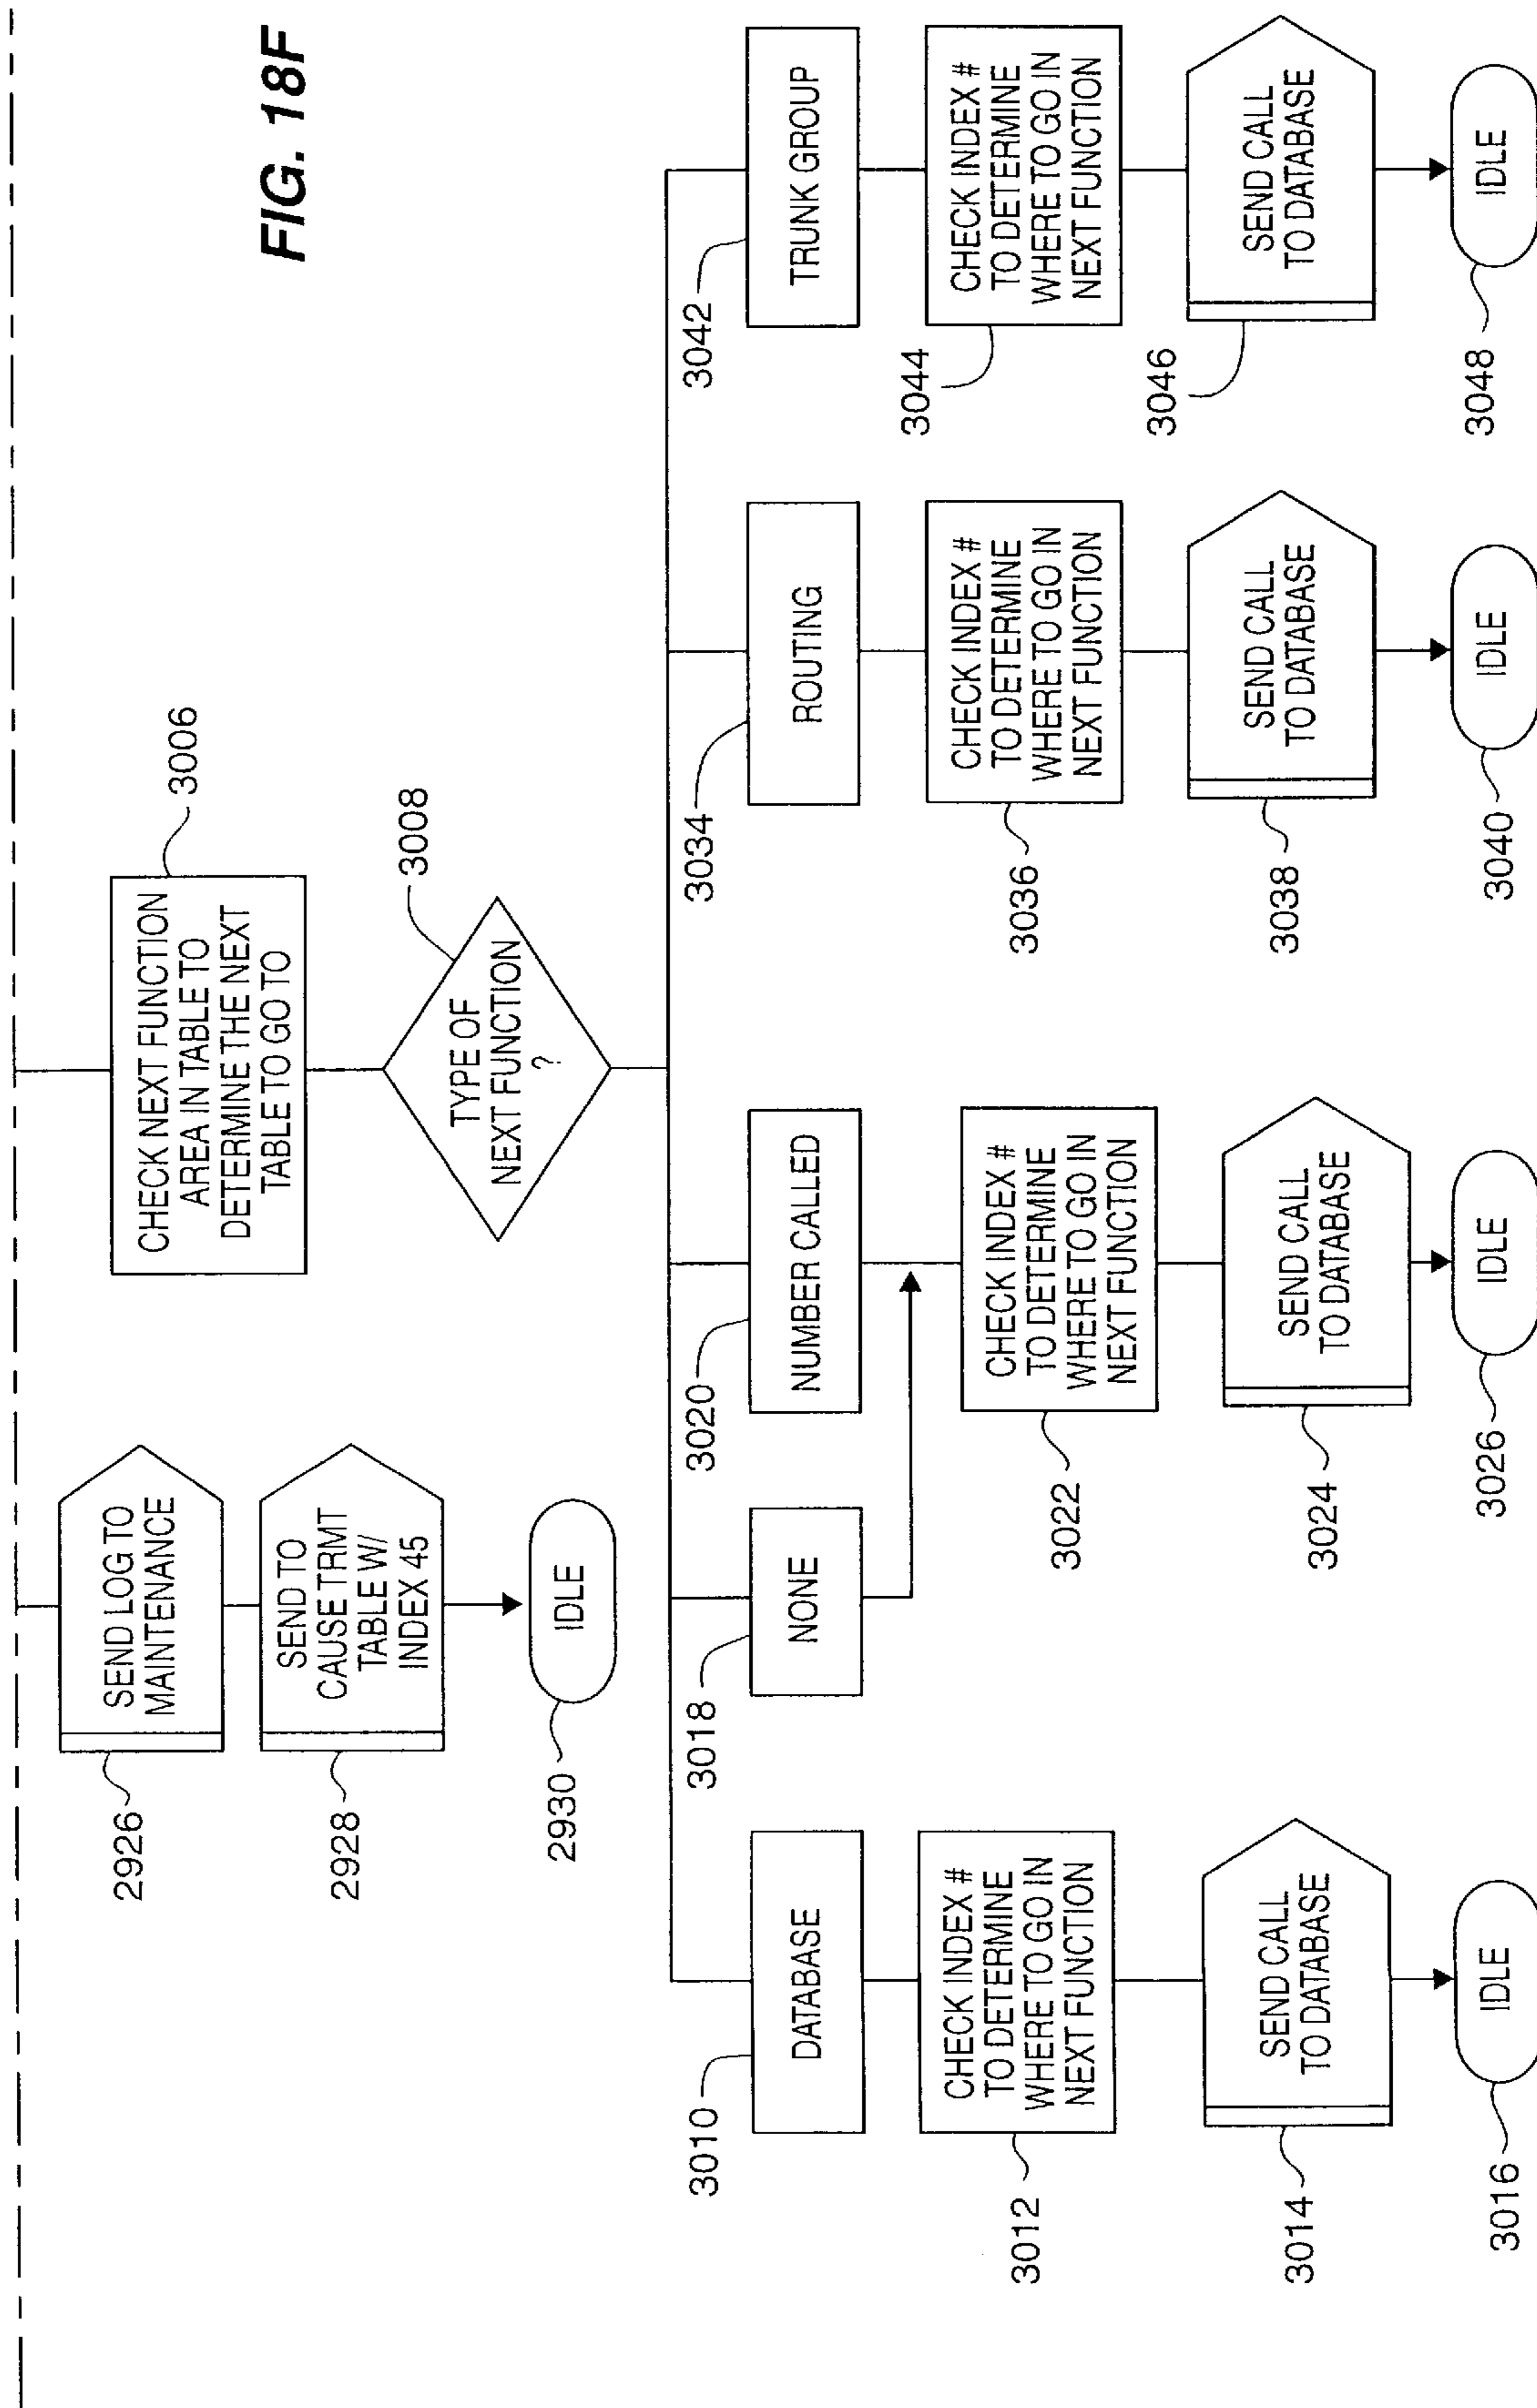 FIG. 18F
2926
SEND LOG TO
MAINTENANCE
2928
SEND TO
CAUSE TRMT
TABLE W/
INDEX 45
2930
IDLE
3006
CHECK NEXT FUNCTION
AREA IN TABLE TO
DETERMINE THE NEXT
TABLE TO GO TO
3008
TYPE OF
NEXT FUNCTION
?
3010
DATABASE
3012
CHECK INDEX #
TO DETERMINE
WHERE TO GO IN
NEXT FUNCTION
3014
SEND CALL
TO DATABASE
3016
IDLE
3018
NONE
3020
NUMBER CALLED
3022
CHECK INDEX #
TO DETERMINE
WHERE TO GO IN
NEXT FUNCTION
3024
SEND CALL
TO DATABASE
3026
IDLE
3034
ROUTING
3036
CHECK INDEX #
TO DETERMINE
WHERE TO GO IN
NEXT FUNCTION
3038
SEND CALL
TO DATABASE
3040
IDLE
3042
TRUNK GROUP
3044
CHECK INDEX #
TO DETERMINE
WHERE TO GO IN
NEXT FUNCTION
3046
SEND CALL
TO DATABASE
3048
IDLE